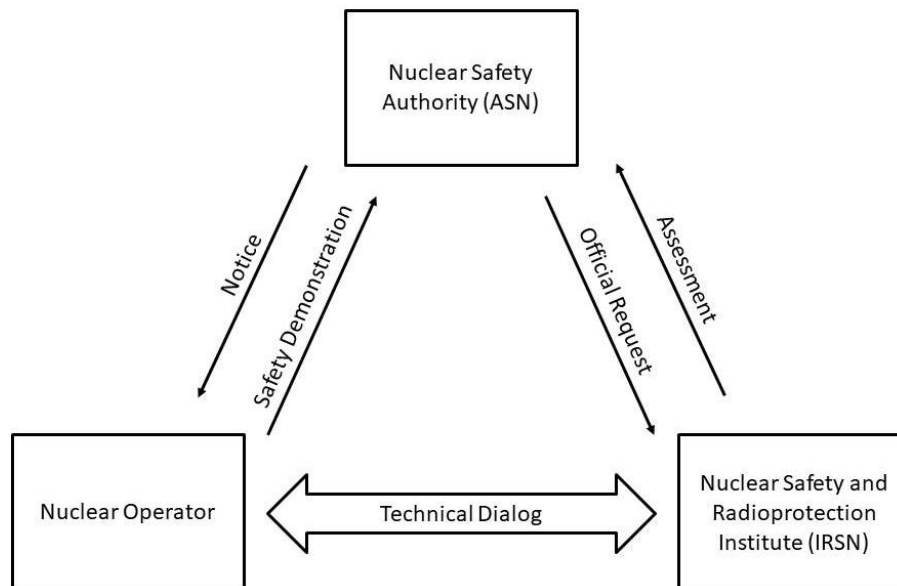 Nuclear Safety
Authority (ASN)
Notice
Safety Demonstration
Official Request
Assessment
Nuclear Operator
Technical Dialog
Nuclear Safety and
Radioprotection
Institute (IRSN)